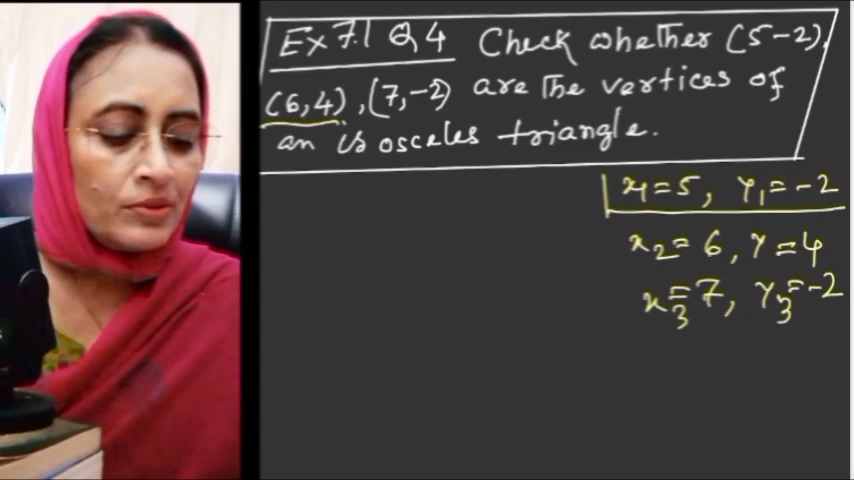 Ex 7.1 Q 4 Check whether (5-2),
(6,4), (7,-2) are the vertices of
an isosceles triangle.
x1=5, Y1=-2
x2=6, Y=4
x3=7, Y3=-2